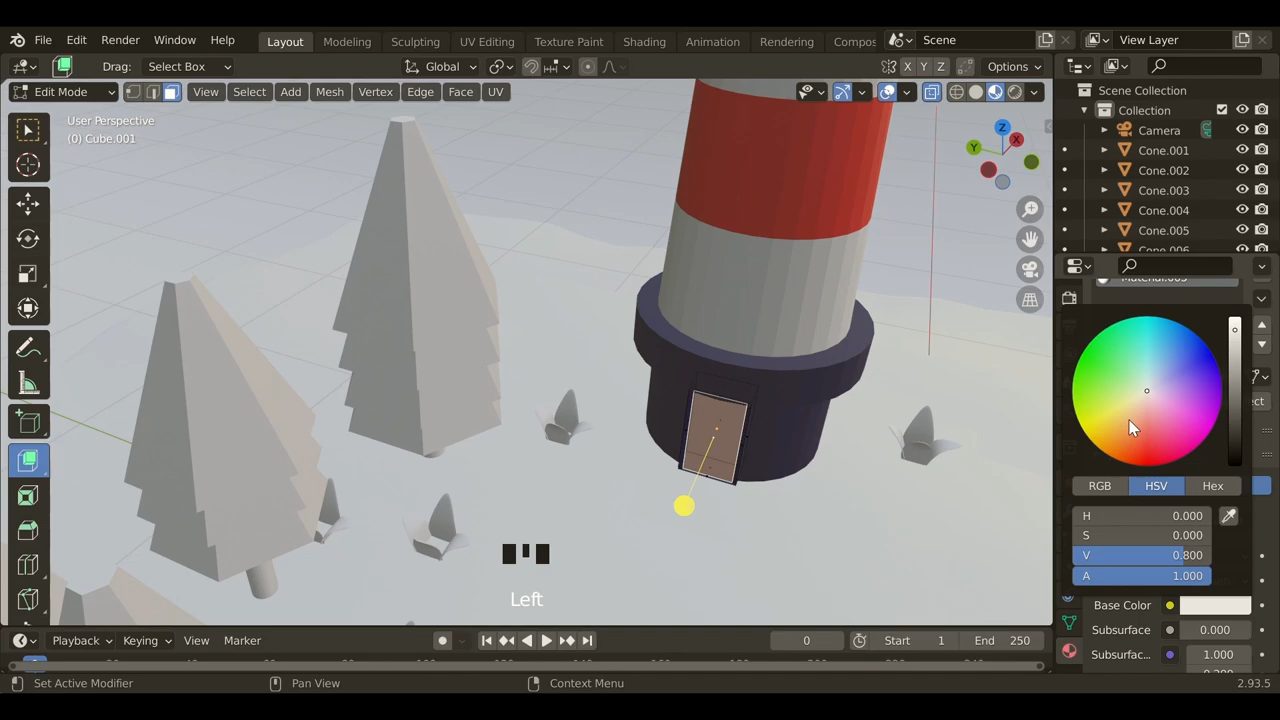 File Edit Render Window Help Layout Modeling Sculpting UV Editing Texture Paint Shading Animation Rendering Compos Scene View Layer
Drag: Select Box Global X Y Z Options
Edit Mode View Select Add Mesh Vertex Edge Face UV
User Perspective
(0) Cube.001
Z
X
Y
Scene Collection
Collection
Camera
Cone.001
Cone.002
Cone.003
Cone.004
Cone.005
Cone.006
RGB HSV Hex
H 0.000
S 0.000
V 0.800
A 1.000
Base Color
Subsurface 0.000
Subsurfac... 1.000
Left
Playback Keying View Marker 0 Start 1 End 250
Set Active Modifier Pan View Context Menu 2.93.5